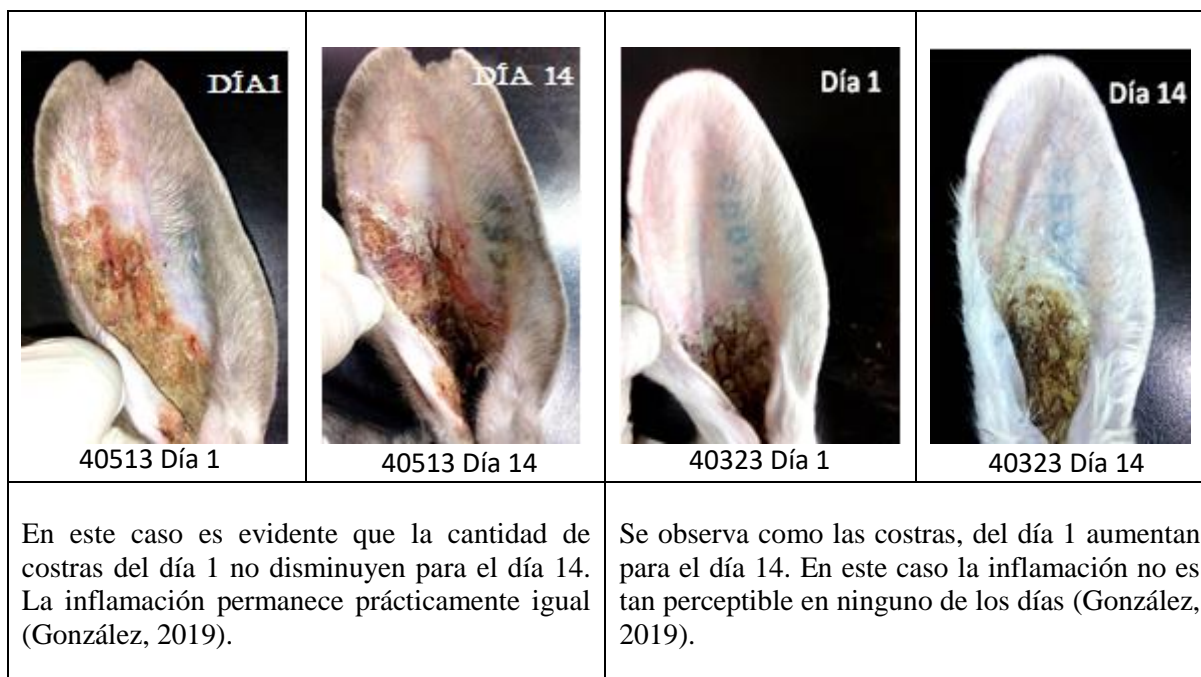 DÍA1
DÍA 14
Día 1
Día 14
40513 Día 1
40513 Día 14
40323 Día 1
40323 Día 14
En este caso es evidente que la cantidad de
costras del día 1 no disminuyen para el día 14.
La inflamación permanece prácticamente igual
(González, 2019).
Se observa como las costras, del día 1 aumentan
para el día 14. En este caso la inflamación no es
tan perceptible en ninguno de los días (González,
2019).